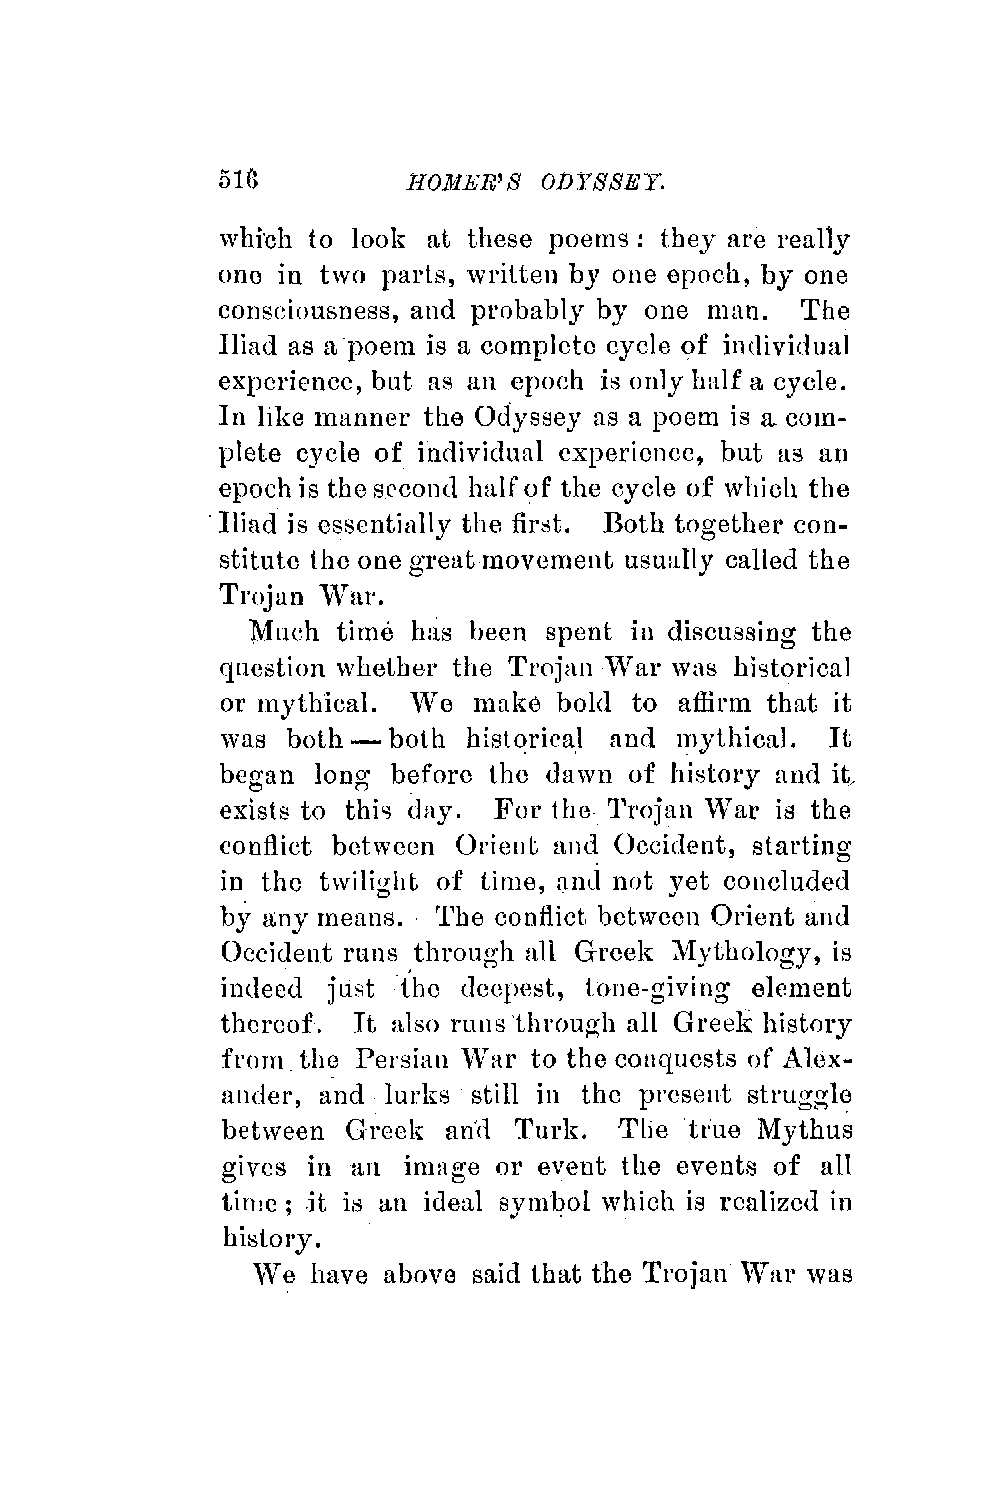 516 HOMER'S ODYSSEY.
which to look at these poems: they are really
one in two parts, written by one epoch, by one
consciousness, and probably by one man. The
Iliad as a poem is a complete cycle of individual
experience, but as an epoch is only half a cycle.
In like manner the Odyssey as a poem is a com-
plete cycle of individual experience, but as an
epoch is the second half of the cycle of which the
Iliad is essentially the first. Both together con-
stitute the one great movement usually called the
Trojan War.
Much time has been spent in discussing the
question whether the Trojan War was historical
or mythical. We make bold to affirm that it
was both — both historical and mythical. It
began long before the dawn of history and it
exists to this day. For the Trojan War is the
conflict between Orient and Occident, starting
in the twilight of time, and not yet concluded
by any means. The conflict between Orient and
Occident runs through all Greek Mythology, is
indeed just the deepest, tone-giving element
thereof. It also runs through all Greek history
from the Persian War to the conquests of Alex-
ander, and lurks still in the present struggle
between Greek and Turk. The true Mythus
gives in an image or event the events of all
time; it is an ideal symbol which is realized in
history.
We have above said that the Trojan War was